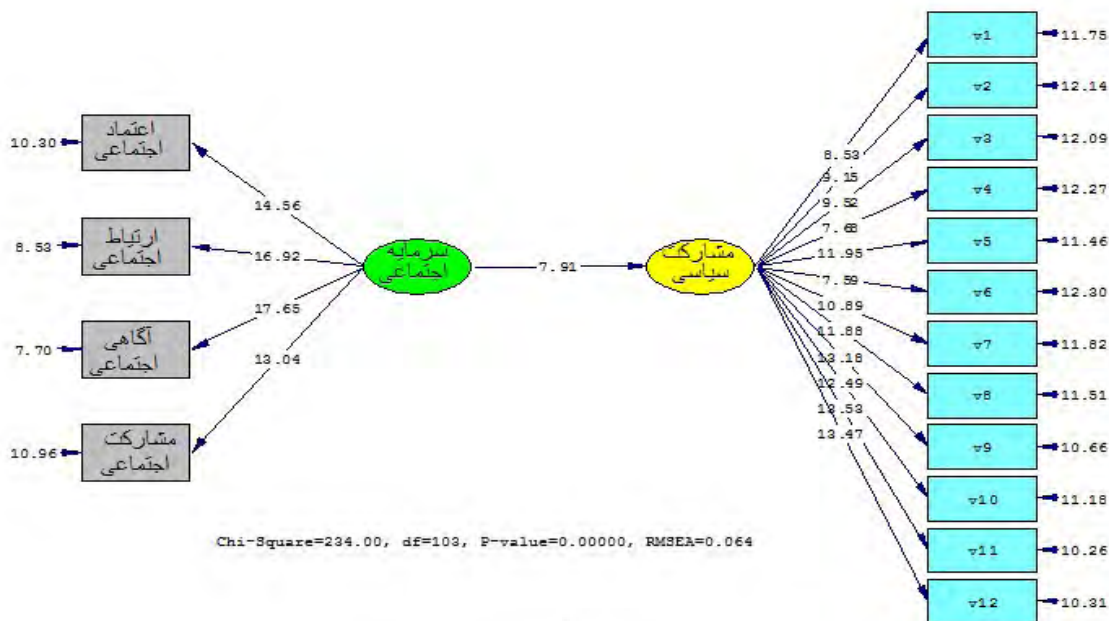 10.30
اعتماد
اجتماعی
8.53
ارتباط
اجتماعی
7.70
آگاهی
اجتماعی
10.96
مشارکت
اجتماعی
14.56
16.92
17.65
13.04
سرمایه
اجتماعی
7.91
مشارکت
سیاسی
8.53
9.15
9.52
7.68
11.95
7.59
10.89
11.88
13.18
12.49
13.53
13.47
v1
11.75
v2
12.14
v3
12.09
v4
12.27
v5
11.46
v6
12.30
v7
11.82
v8
11.51
v9
10.66
v10
11.18
v11
10.26
v12
10.31
Chi-Square=234.00, df=103, P-value=0.00000, RMSEA=0.064